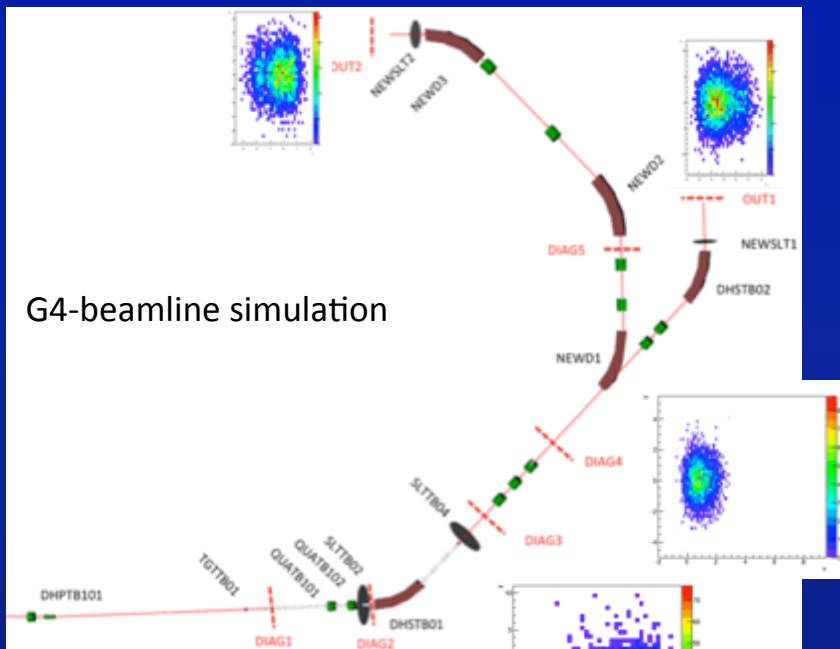 OUT2
NEWSLT2
NEWD3
NEWD2
OUT1
DIAG5
NEWSLT1
DHSTB02
G4-beamline simulation
NEWD1
DIAG4
SLTTB04
DIAG3
SLTTB02
QUATB102
QUATB101
TGTTB01
DHPTB101
DHSTB01
DIAG1
DIAG2